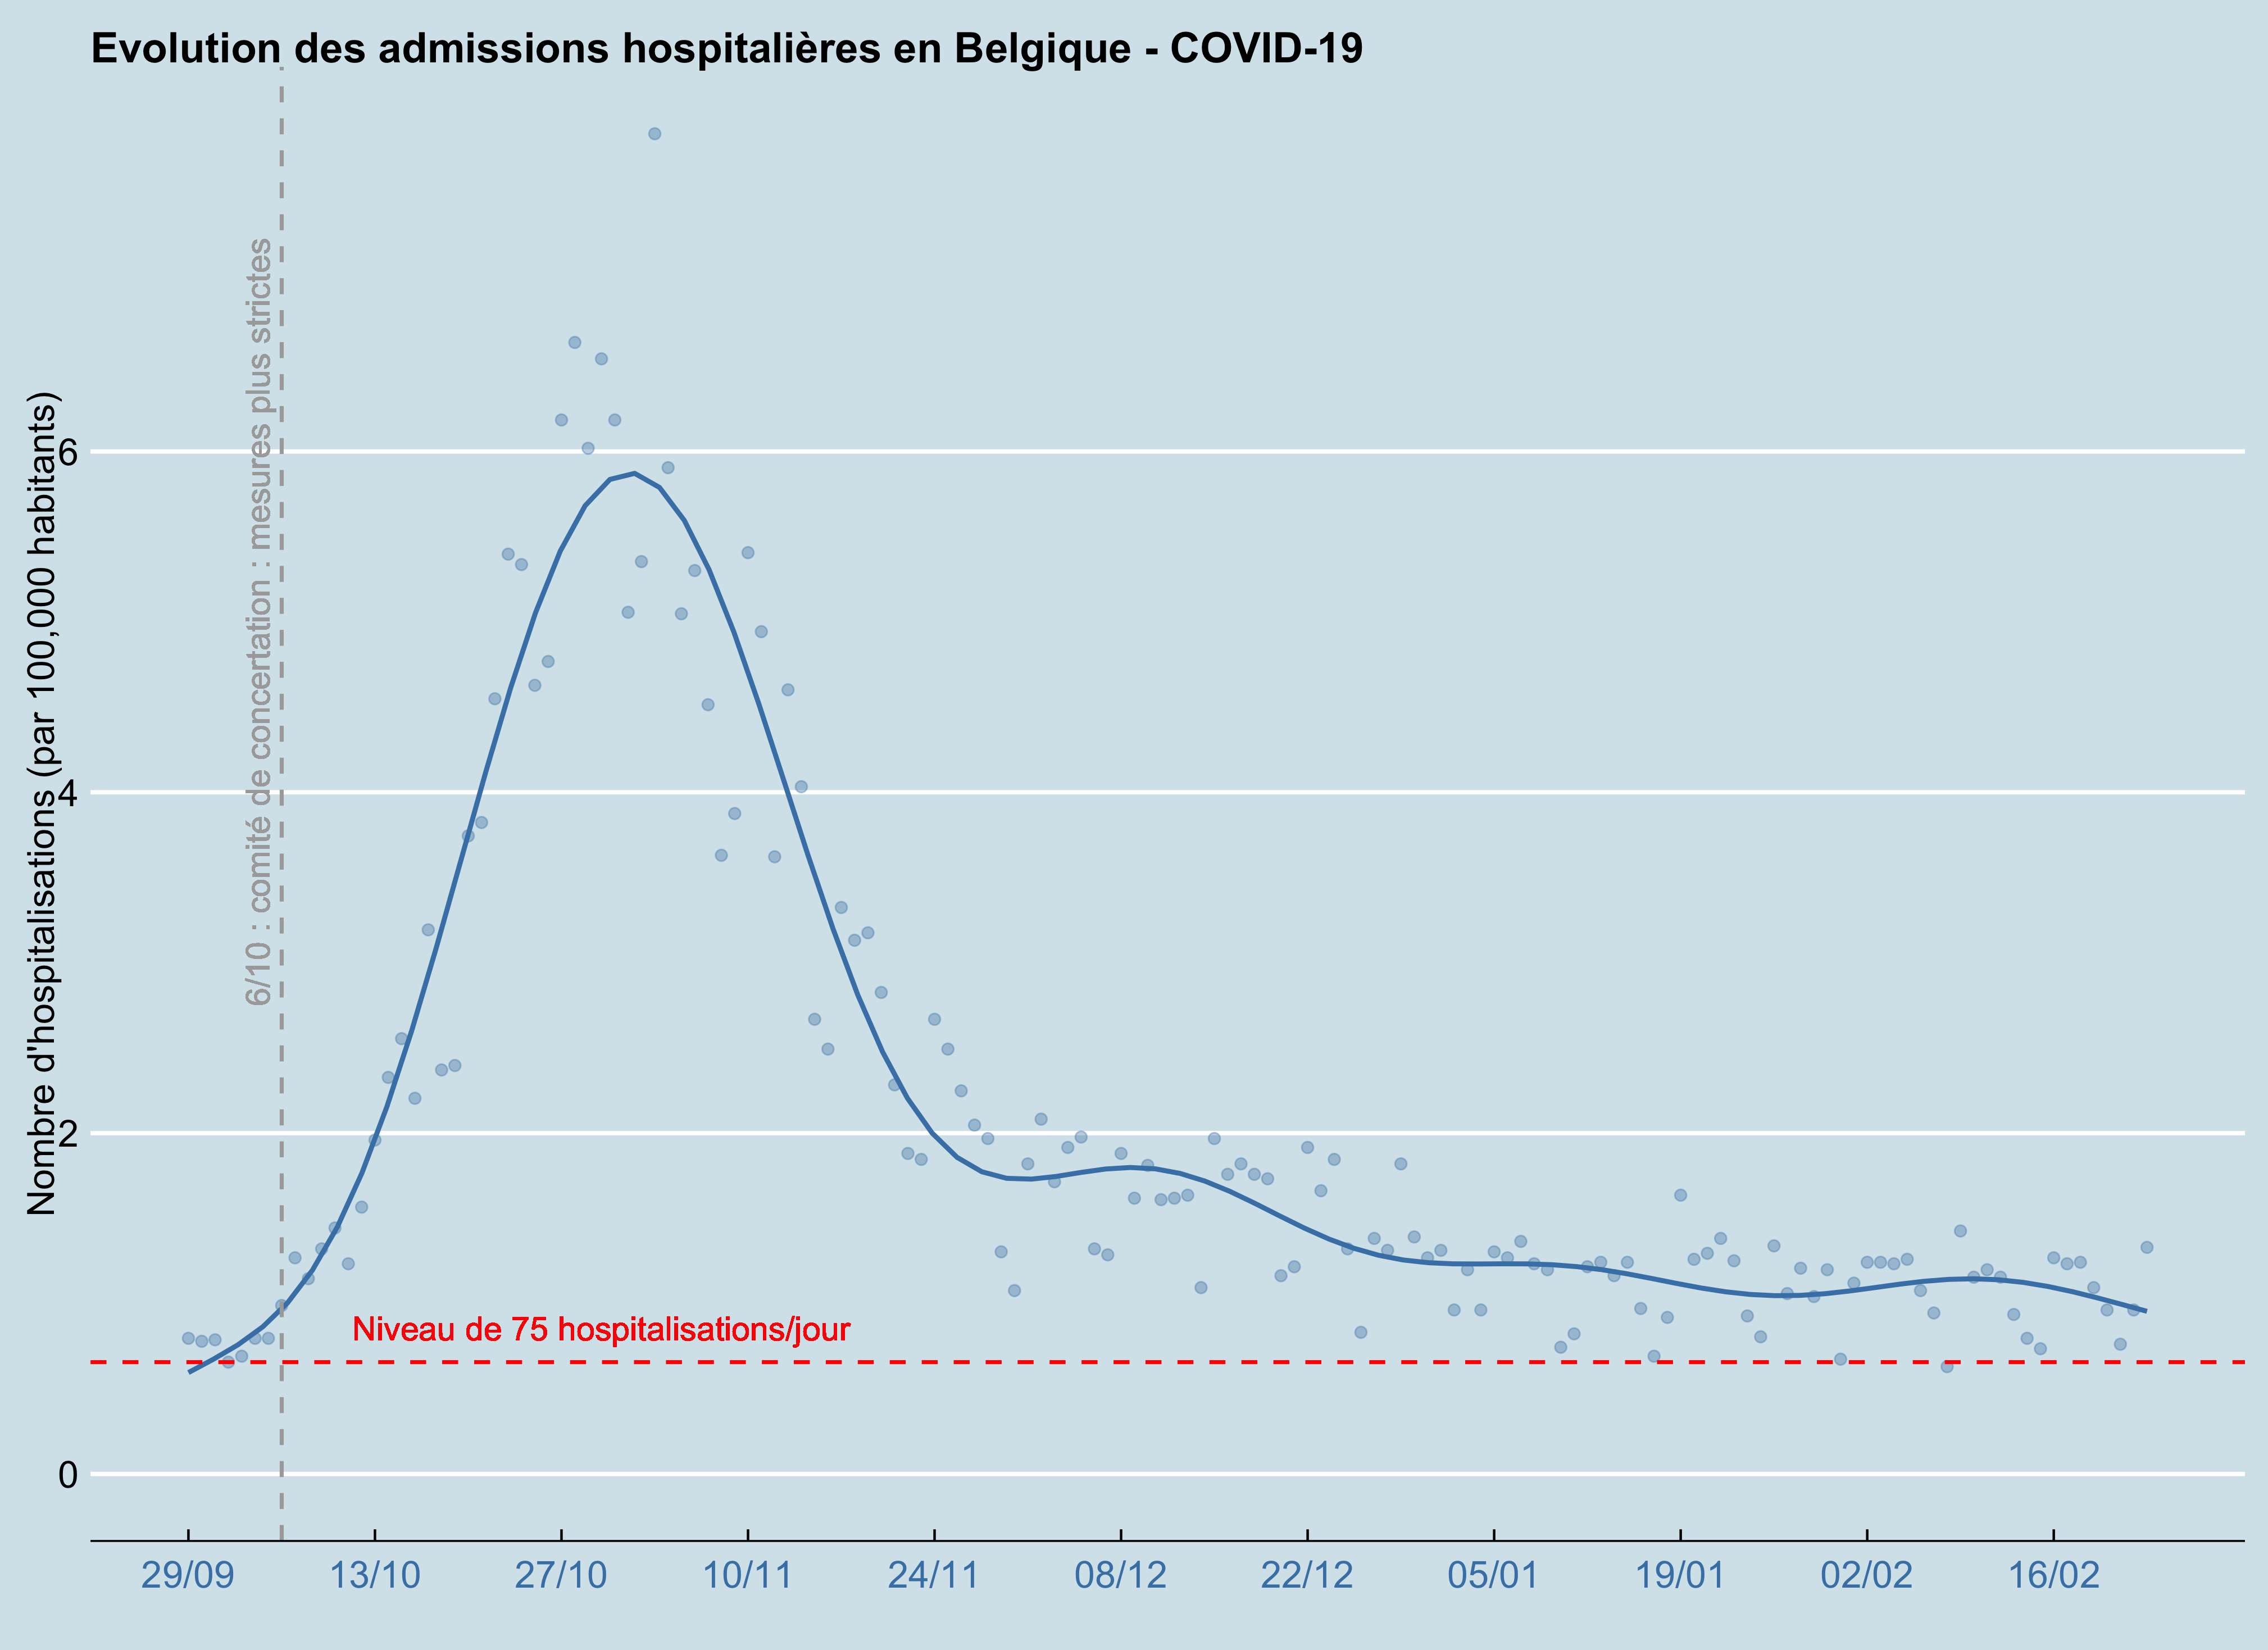 Evolution des admissions hospitalières en Belgique - COVID-19
Nombre d'hospitalisations (par 100,000 habitants)
6
4
2
0
6/10 : comité de concertation : mesures plus strictes
Niveau de 75 hospitalisations/jour
29/09 13/10 27/10 10/11 24/11 08/12 22/12 05/01 19/01 02/02 16/02